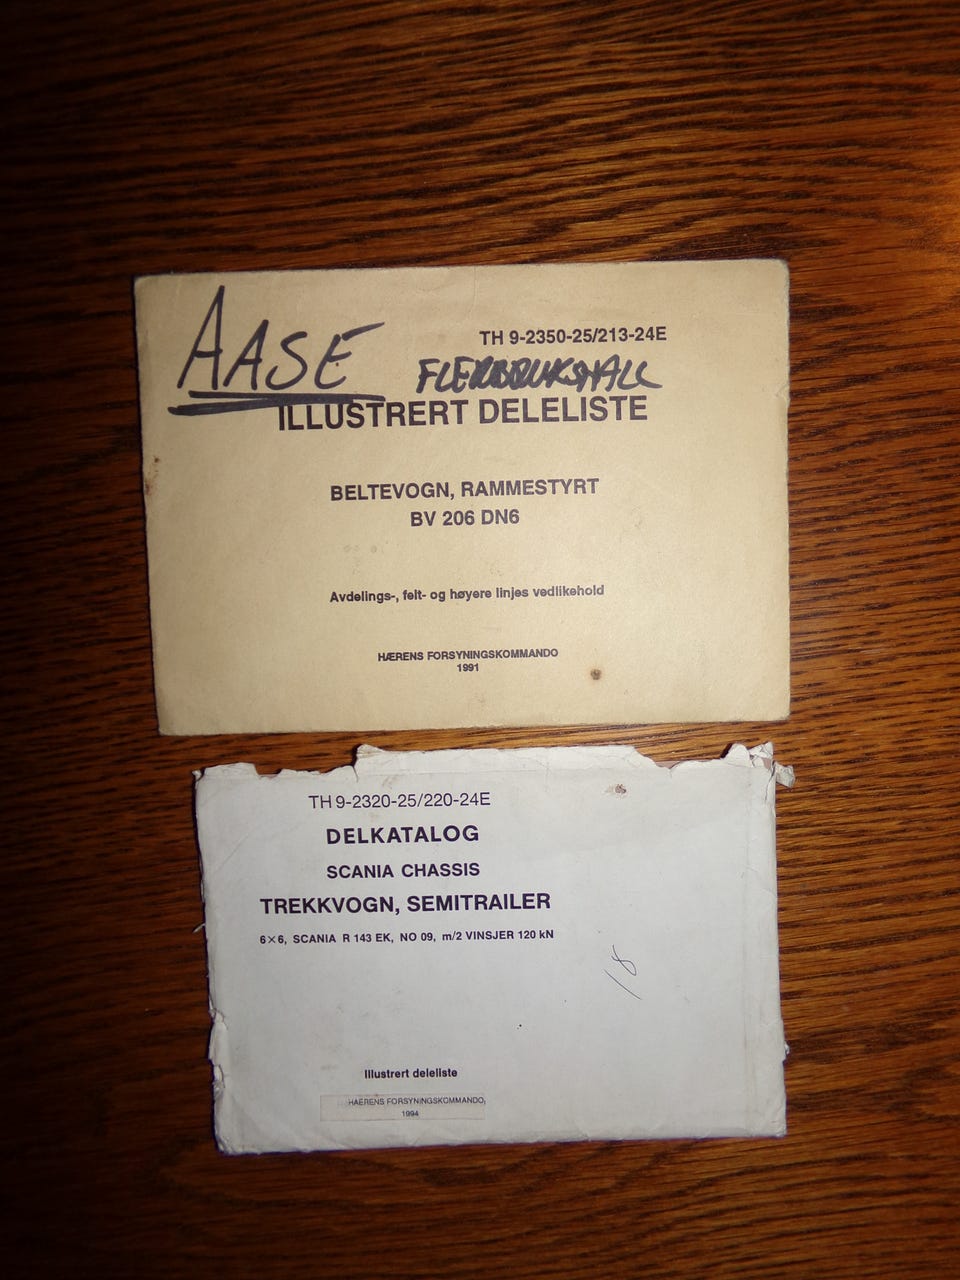 AASE
TH 9-2350-25/213-24E
FLERBRUKSHALL
ILLUSTRERT DELELISTE
BELTEVOGN, RAMMESTYRT
BV 206 DN6
Avdelings-, felt- og høyere linjes vedlikehold
HÆRENS FORSYNINGSKOMMANDO
1991
TH 9-2320-25/220-24E
DELKATALOG
SCANIA CHASSIS
TREKKVOGN, SEMITRAILER
6×6, SCANIA R 143 EK, NO 09, m/2 VINSJER 120 kN
18
Illustrert deleliste
HAERENS FORSYNINGSKOMMANDO,
1994